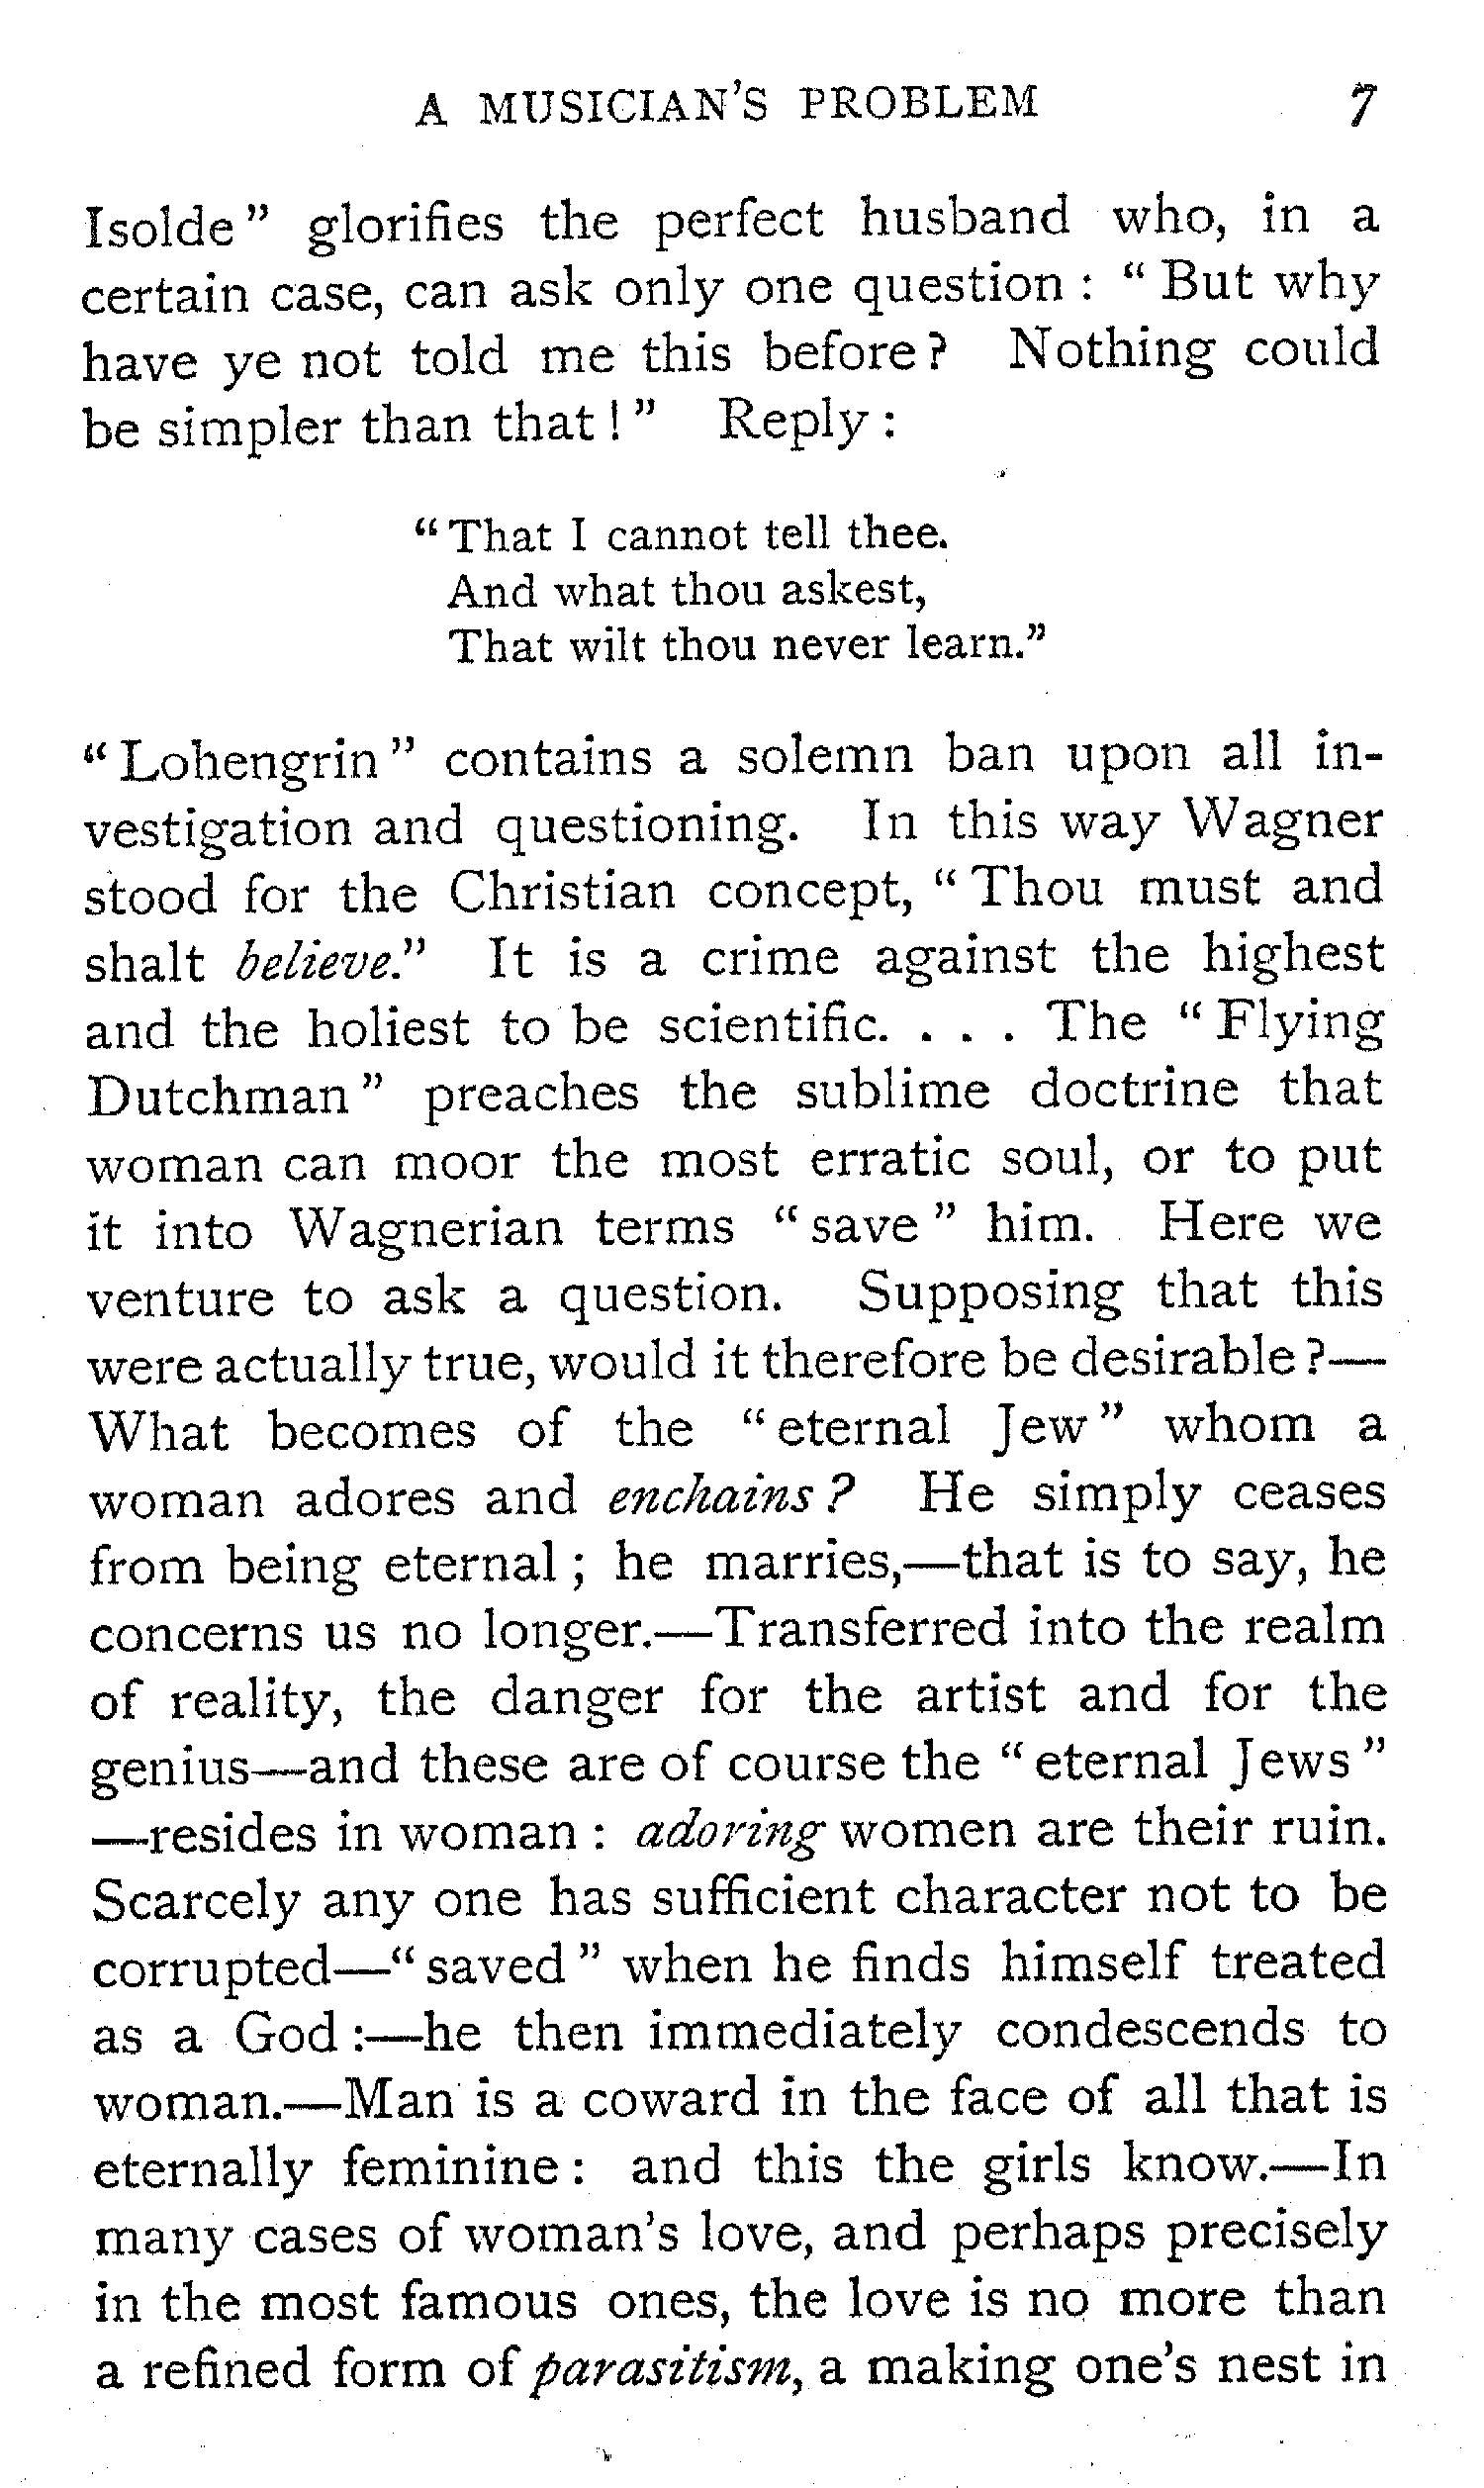 A MUSICIAN'S PROBLEM 7
Isolde" glorifies the perfect husband who, in a
certain case, can ask only one question : "But why
have ye not told me this before? Nothing could
be simpler than that!" Reply :
"That I cannot tell thee.
And what thou askest,
That wilt thou never learn."
"Lohengrin" contains a solemn ban upon all in-
vestigation and questioning. In this way Wagner
stood for the Christian concept, "Thou must and
shalt believe." It is a crime against the highest
and the holiest to be scientific. . . . The "Flying
Dutchman" preaches the sublime doctrine that
woman can moor the most erratic soul, or to put
it into Wagnerian terms "save" him. Here we
venture to ask a question. Supposing that this
were actually true, would it therefore be desirable?—
What becomes of the "eternal Jew" whom a
woman adores and enchains? He simply ceases
from being eternal; he marries,—that is to say, he
concerns us no longer.—Transferred into the realm
of reality, the danger for the artist and for the
genius—and these are of course the "eternal Jews"
—resides in woman : adoring women are their ruin.
Scarcely any one has sufficient character not to be
corrupted—"saved" when he finds himself treated
as a God :—he then immediately condescends to
woman.—Man is a coward in the face of all that is
eternally feminine : and this the girls know.—In
many cases of woman's love, and perhaps precisely
in the most famous ones, the love is no more than
a refined form of parasitism, a making one's nest in